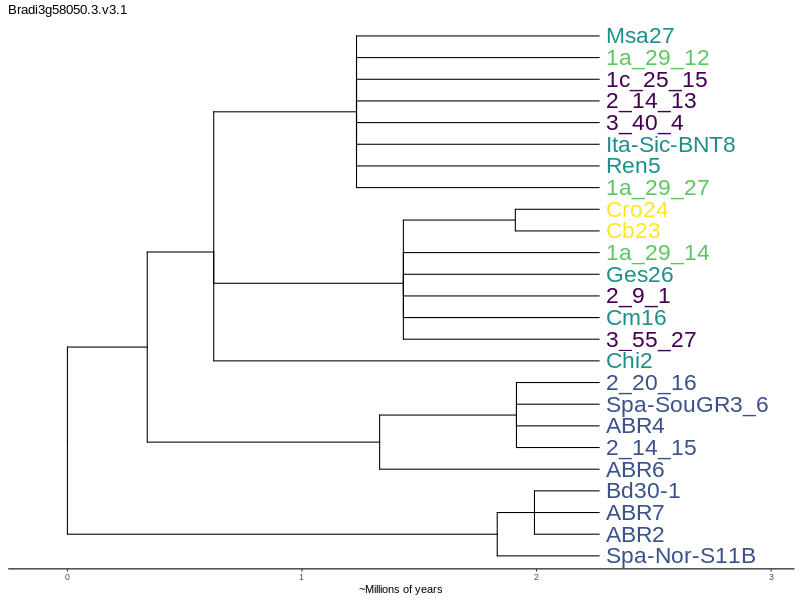 Bradi3g58050.3.v3.1
Msa27
1a_29_12
1c_25_15
2_14_13
3_40_4
Ita-Sic-BNT8
Ren5
1a_29_27
Cro24
Cb23
1a_29_14
Ges26
2_9_1
Cm16
3_55_27
Chi2
2_20_16
Spa-SouGR3_6
ABR4
2_14_15
ABR6
Bd30-1
ABR7
ABR2
Spa-Nor-S11B
0 1 2 3
~Millions of years